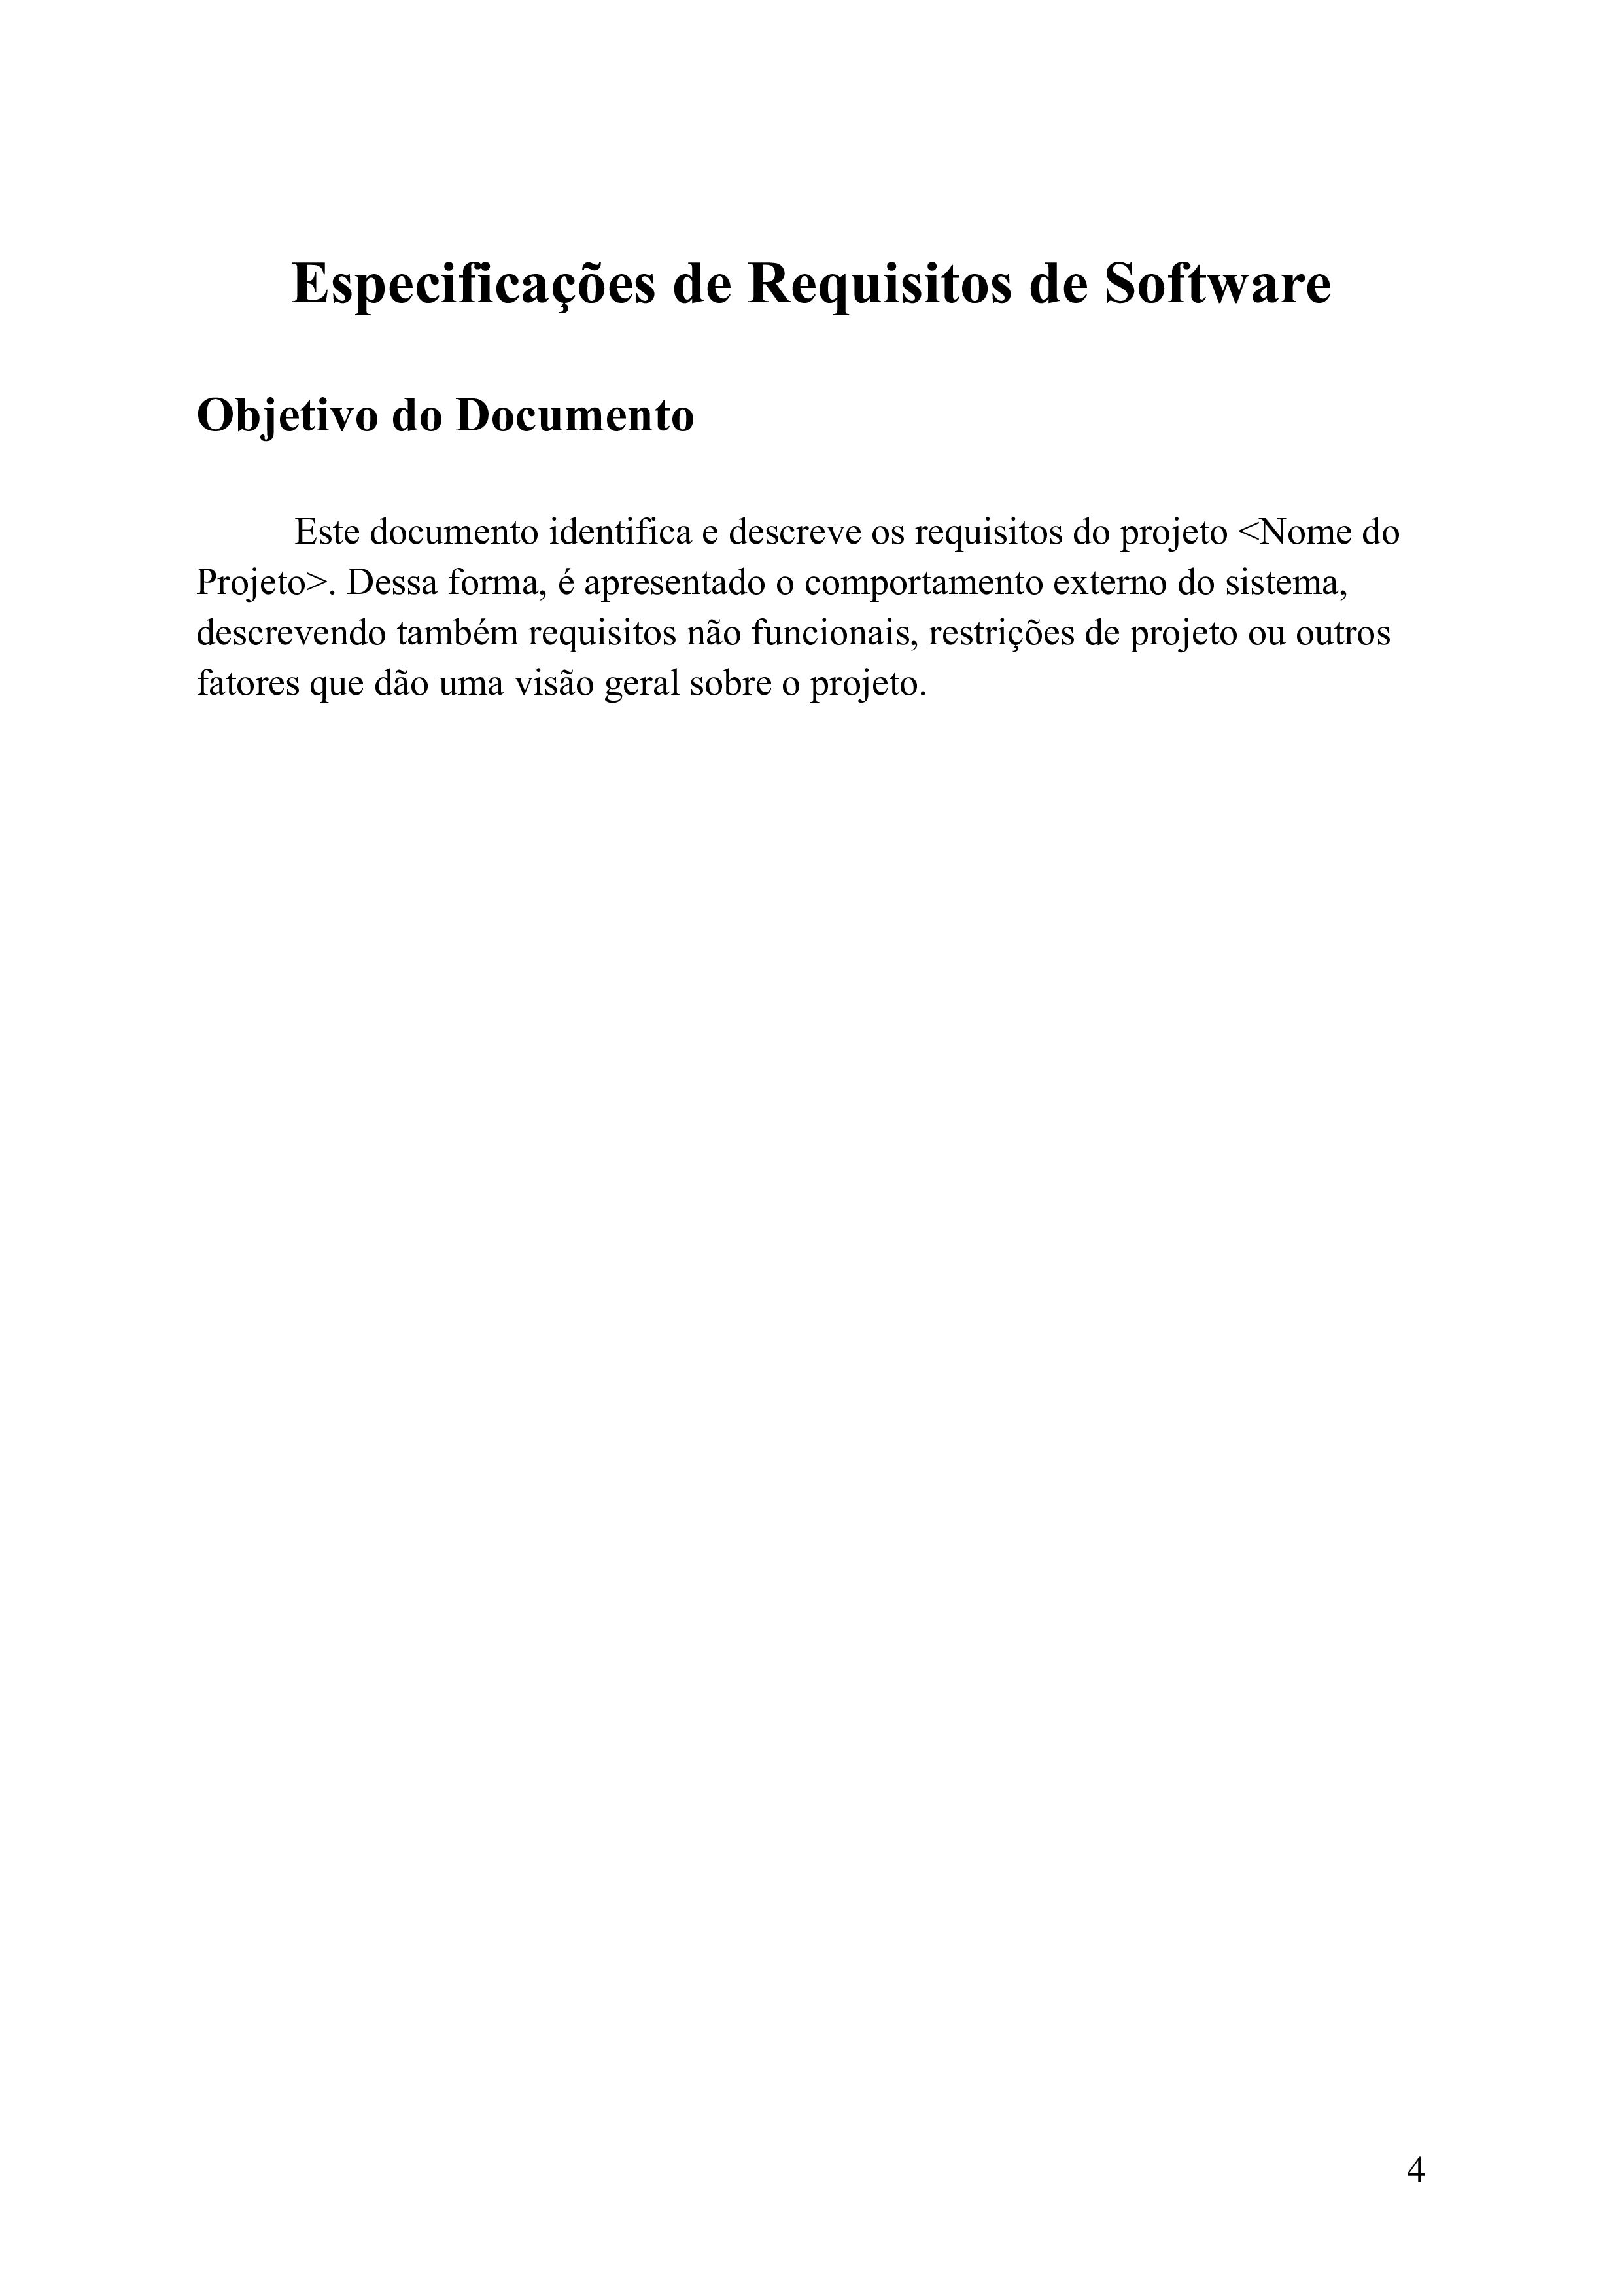 Especificações de Requisitos de Software
Objetivo do Documento
Este documento identifica e descreve os requisitos do projeto <Nome do
Projeto>. Dessa forma, é apresentado o comportamento externo do sistema,
descrevendo também requisitos não funcionais, restrições de projeto ou outros
fatores que dão uma visão geral sobre o projeto.
4